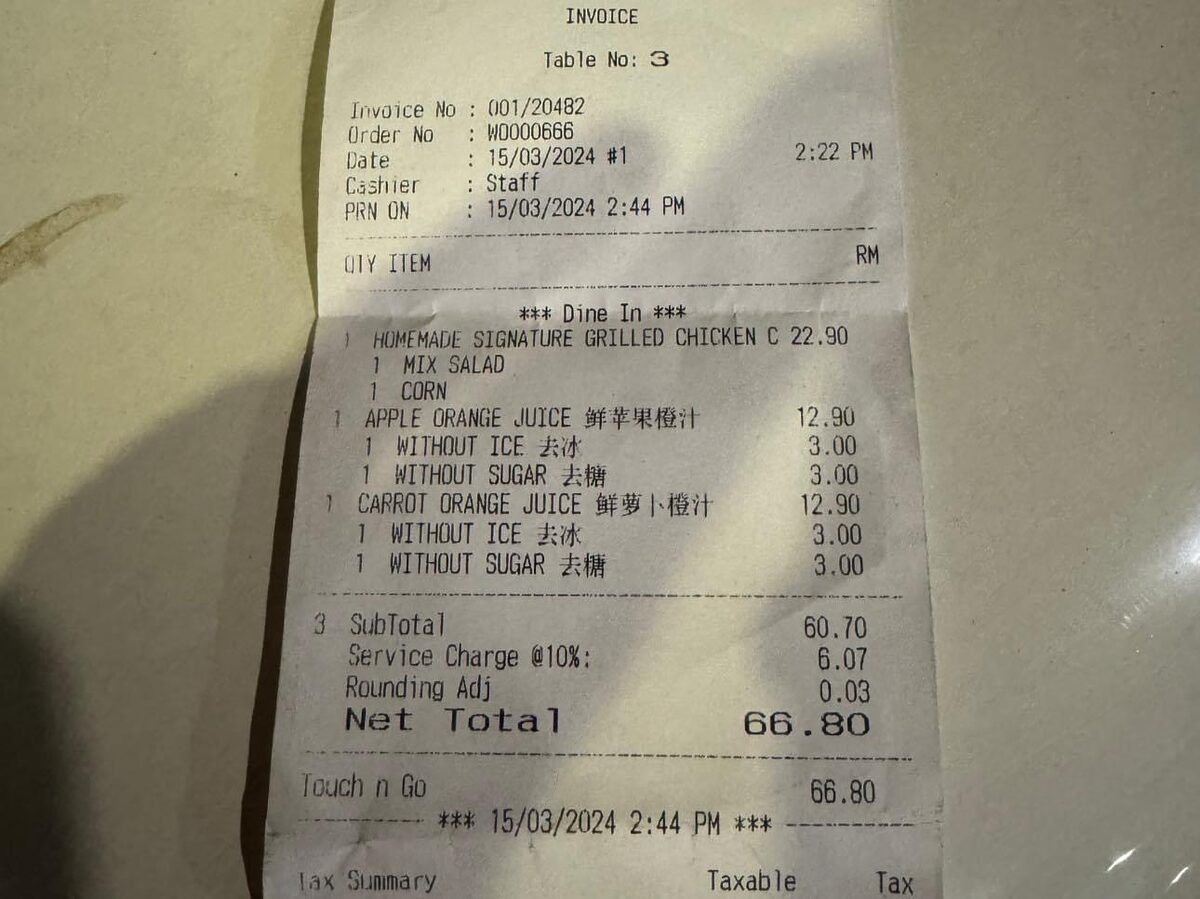 INVOICE
Table No: 3
Invoice No : 001/20482
Order No : W0000666
Date : 15/03/2024 #1 2:22 PM
Cashier : Staff
PRN ON : 15/03/2024 2:44 PM
QTY ITEM RM
*** Dine In ***
1 HOMEMADE SIGNATURE GRILLED CHICKEN C 22.90
1 MIX SALAD
1 CORN
1 APPLE ORANGE JUICE 鲜苹果橙汁 12.90
1 WITHOUT ICE 去冰 3.00
1 WITHOUT SUGAR 去糖 3.00
1 CARROT ORANGE JUICE 鲜萝卜橙汁 12.90
1 WITHOUT ICE 去冰 3.00
1 WITHOUT SUGAR 去糖 3.00
3 SubTotal 60.70
Service Charge @10%: 6.07
Rounding Adj 0.03
Net Total 66.80
Touch n Go 66.80
*** 15/03/2024 2:44 PM ***
Tax Summary Taxable Tax